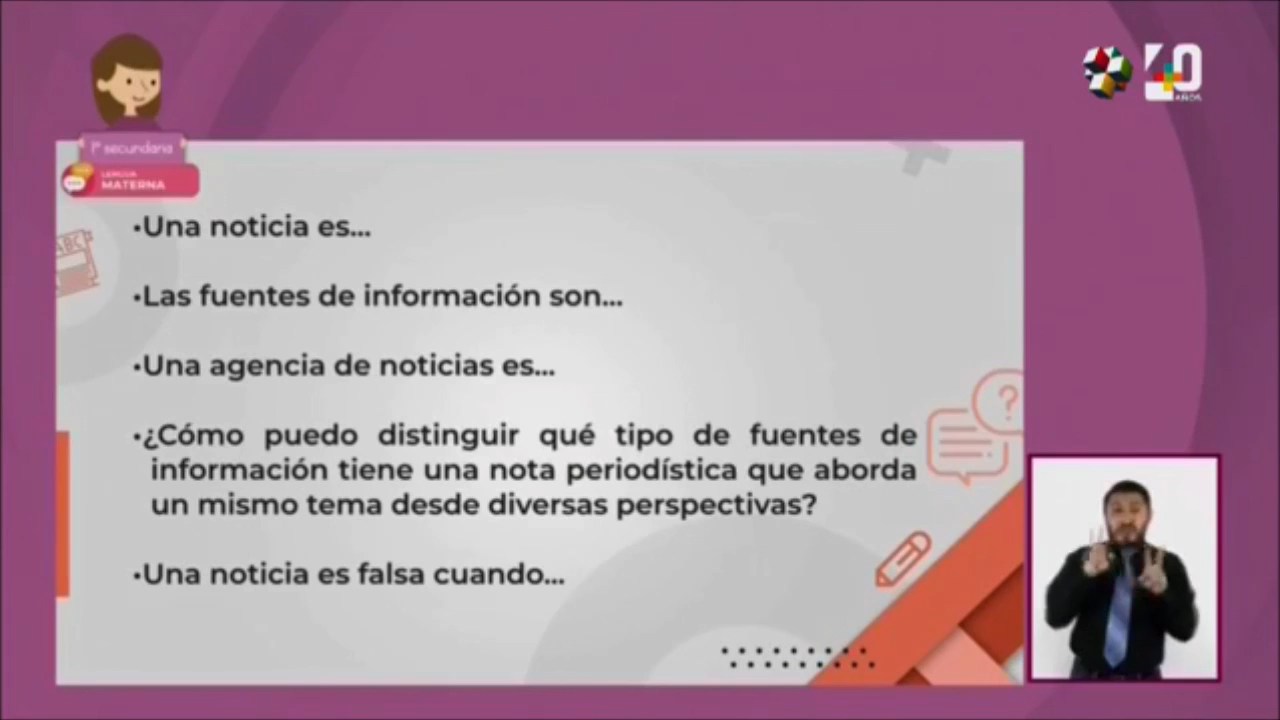 40
AÑOS
1° secundaria
LENGUA
MATERNA
•Una noticia es...
ABC
•Las fuentes de información son...
•Una agencia de noticias es...
•¿Cómo puedo distinguir qué tipo de fuentes de
información tiene una nota periodística que aborda
un mismo tema desde diversas perspectivas?
•Una noticia es falsa cuando...